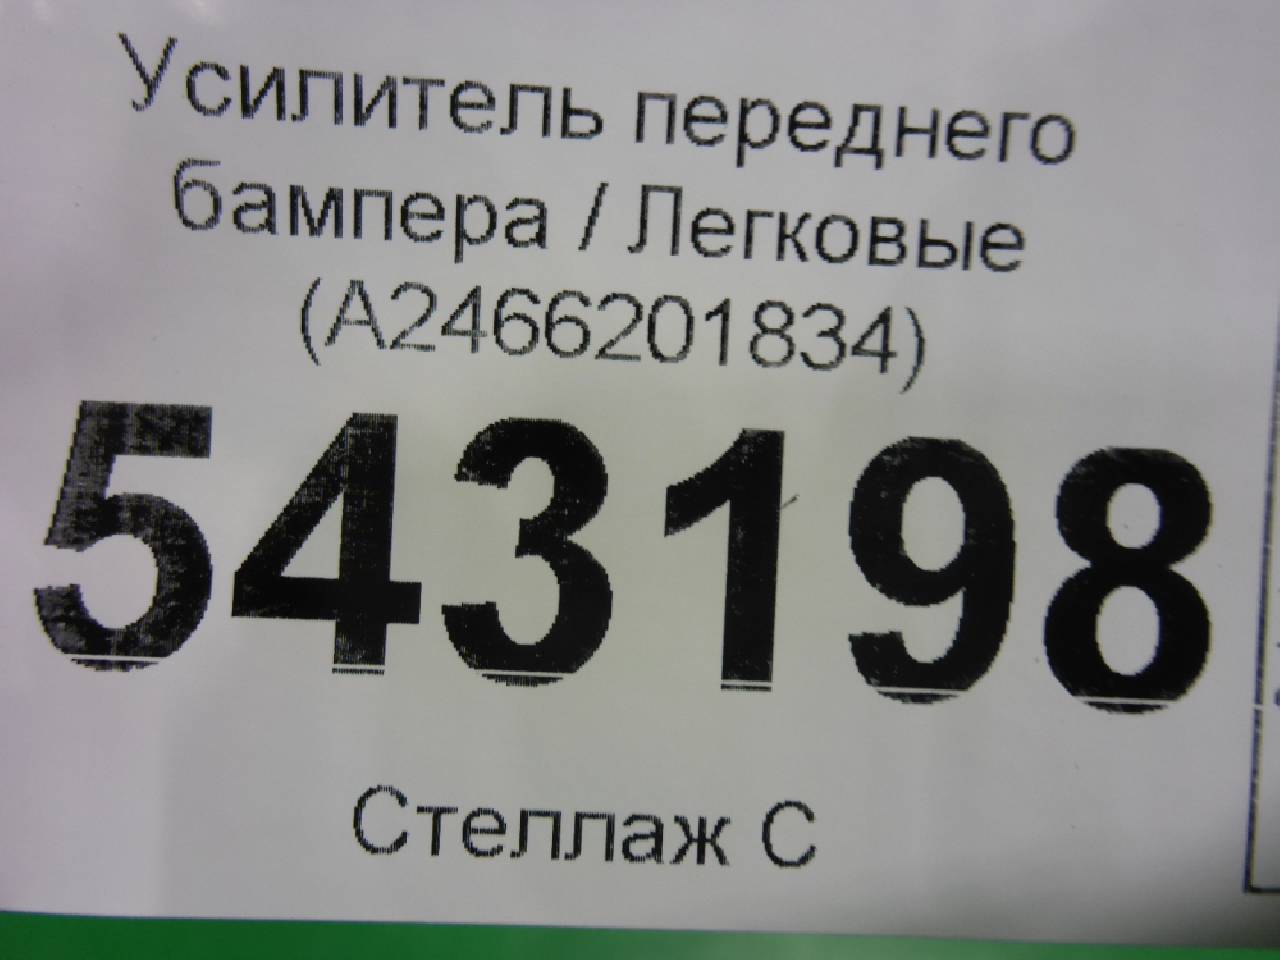 Усилитель переднего
бампера / Легковые
(A2466201834)
543198
Стеллаж С